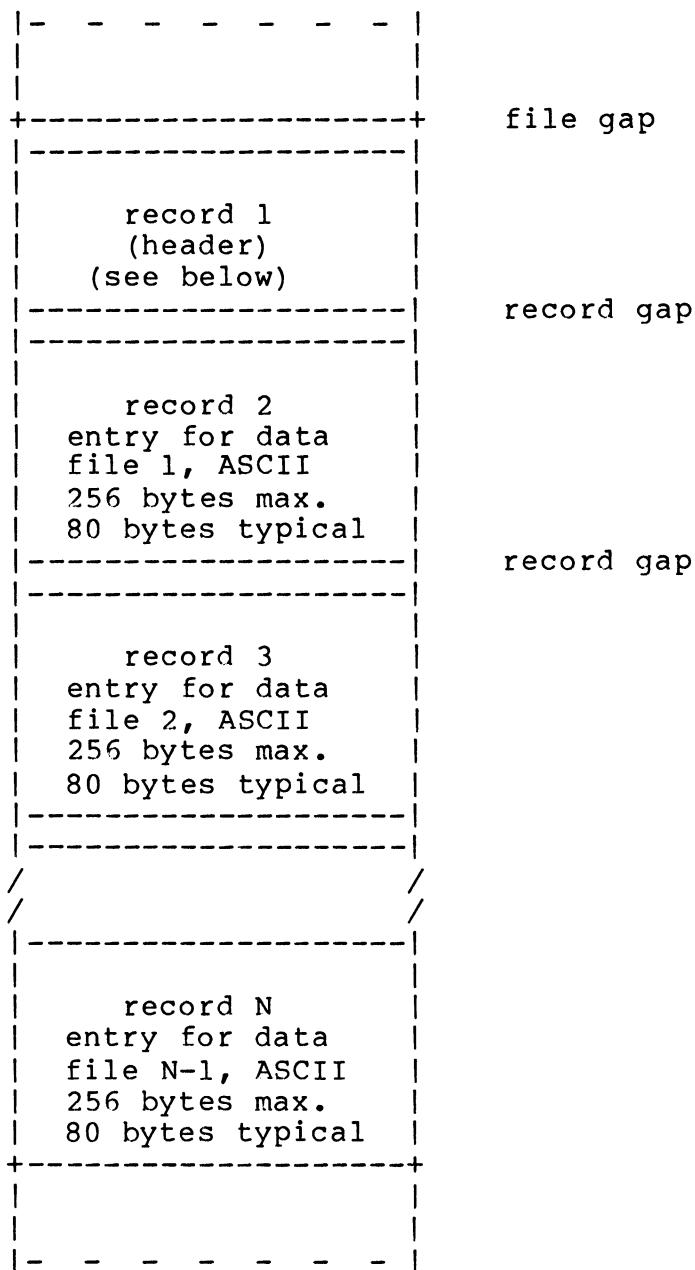 |- - - - - - -|
+--------------------+ file gap
|--------------------|
record 1
(header)
(see below)
|--------------------| record gap
|--------------------|
record 2
entry for data
file 1, ASCII
256 bytes max.
80 bytes typical
|--------------------| record gap
|--------------------|
record 3
entry for data
file 2, ASCII
256 bytes max.
80 bytes typical
|--------------------|
|--------------------|
/ /
/ /
|--------------------|
record N
entry for data
file N-1, ASCII
256 bytes max.
80 bytes typical
+--------------------+
|- - - - - - -|